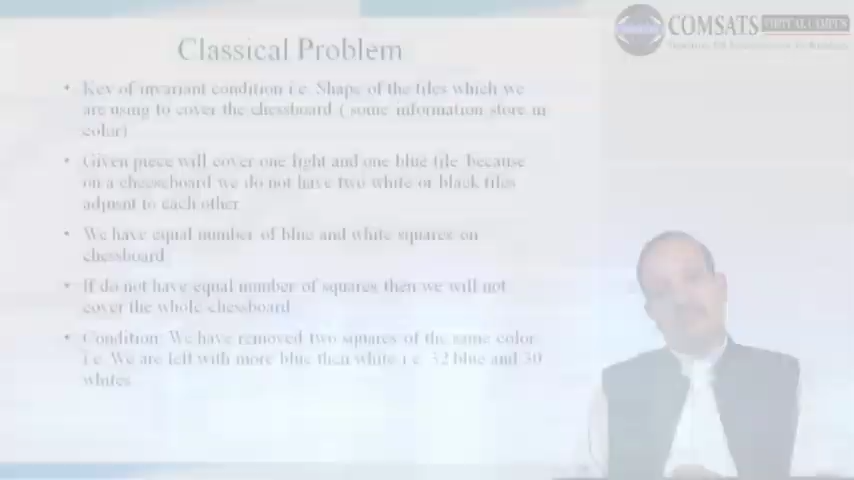 COMSATS VIRTUAL CAMPUS
Classical Problem
• Key of invariant condition i.e. Shape of the tiles which we
are using to cover the chessboard ( some information store in
color)
• Given piece will cover one light and one blue tile because
on a cheeseboard we do not have two white or black tiles
adjunt to each other
• We have equal number of blue and white squares on
chessboard
• If do not have equal number of squares then we will not
cover the whole chessboard
• Condition: We have removed two squares of the same color
i.e. We are left with more blue then white i.e. 32 blue and 30
whites